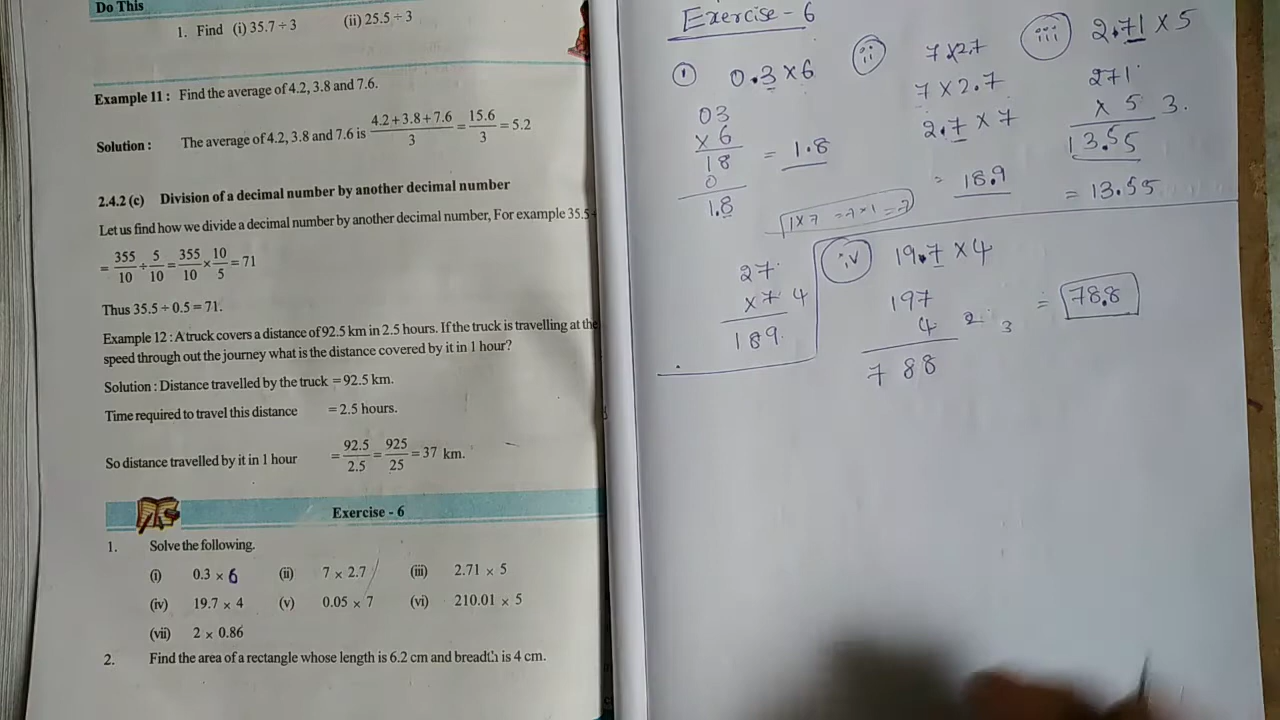 Do This
1. Find (i) 35.7 ÷ 3 (ii) 25.5 ÷ 3
Example 11 : Find the average of 4.2, 3.8 and 7.6.
Solution : The average of 4.2, 3.8 and 7.6 is (4.2+3.8+7.6)/3 = 15.6/3 = 5.2
2.4.2 (c) Division of a decimal number by another decimal number
Let us find how we divide a decimal number by another decimal number, For example 35.5 ÷
= 355/10 ÷ 5/10 = 355/10 × 10/5 = 71
Thus 35.5 ÷ 0.5 = 71.
Example 12 : A truck covers a distance of 92.5 km in 2.5 hours. If the truck is travelling at the
speed through out the journey what is the distance covered by it in 1 hour?
Solution : Distance travelled by the truck = 92.5 km.
Time required to travel this distance = 2.5 hours.
So distance travelled by it in 1 hour = 92.5/2.5 = 925/25 = 37 km.
Exercise - 6
1. Solve the following.
(i) 0.3 × 6 (ii) 7 × 2.7 (iii) 2.71 × 5
(iv) 19.7 × 4 (v) 0.05 × 7 (vi) 210.01 × 5
(vii) 2 × 0.86
2. Find the area of a rectangle whose length is 6.2 cm and breadth is 4 cm.
Exercise - 6
i 0.3 × 6
03
× 6
18
0
1.8
= 1.8
ii 7 × 27
7 × 2.7
2.7 × 7
= 18.9
1×7 = 7×1 = 7
27
×7 4
189
iii 2.71 × 5
271
× 5 3
13.55
= 13.55
iv 19.7 × 4
197
4 2 3
788
= 78.8